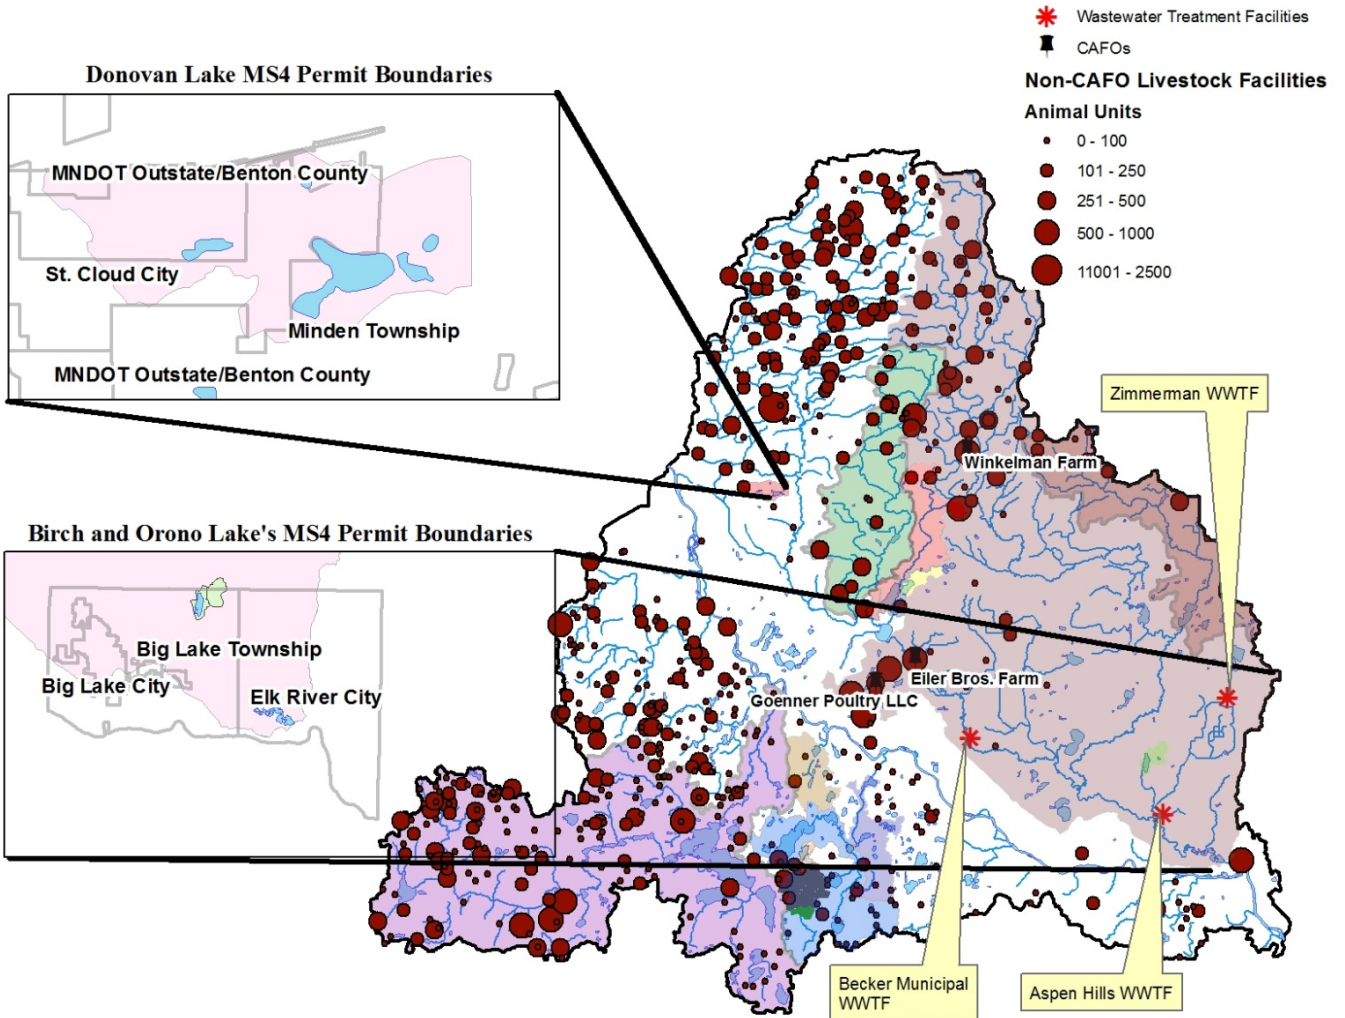 Wastewater Treatment Facilities
CAFOs
Non-CAFO Livestock Facilities
Animal Units
0 - 100
101 - 250
251 - 500
500 - 1000
11001 - 2500
Donovan Lake MS4 Permit Boundaries
MNDOT Outstate/Benton County
St. Cloud City
Minden Township
MNDOT Outstate/Benton County
Zimmerman WWTF
Winkelman Farm
Birch and Orono Lake's MS4 Permit Boundaries
Big Lake Township
Big Lake City
Elk River City
Eiler Bros. Farm
Goenner Poultry LLC
Becker Municipal
WWTF
Aspen Hills WWTF